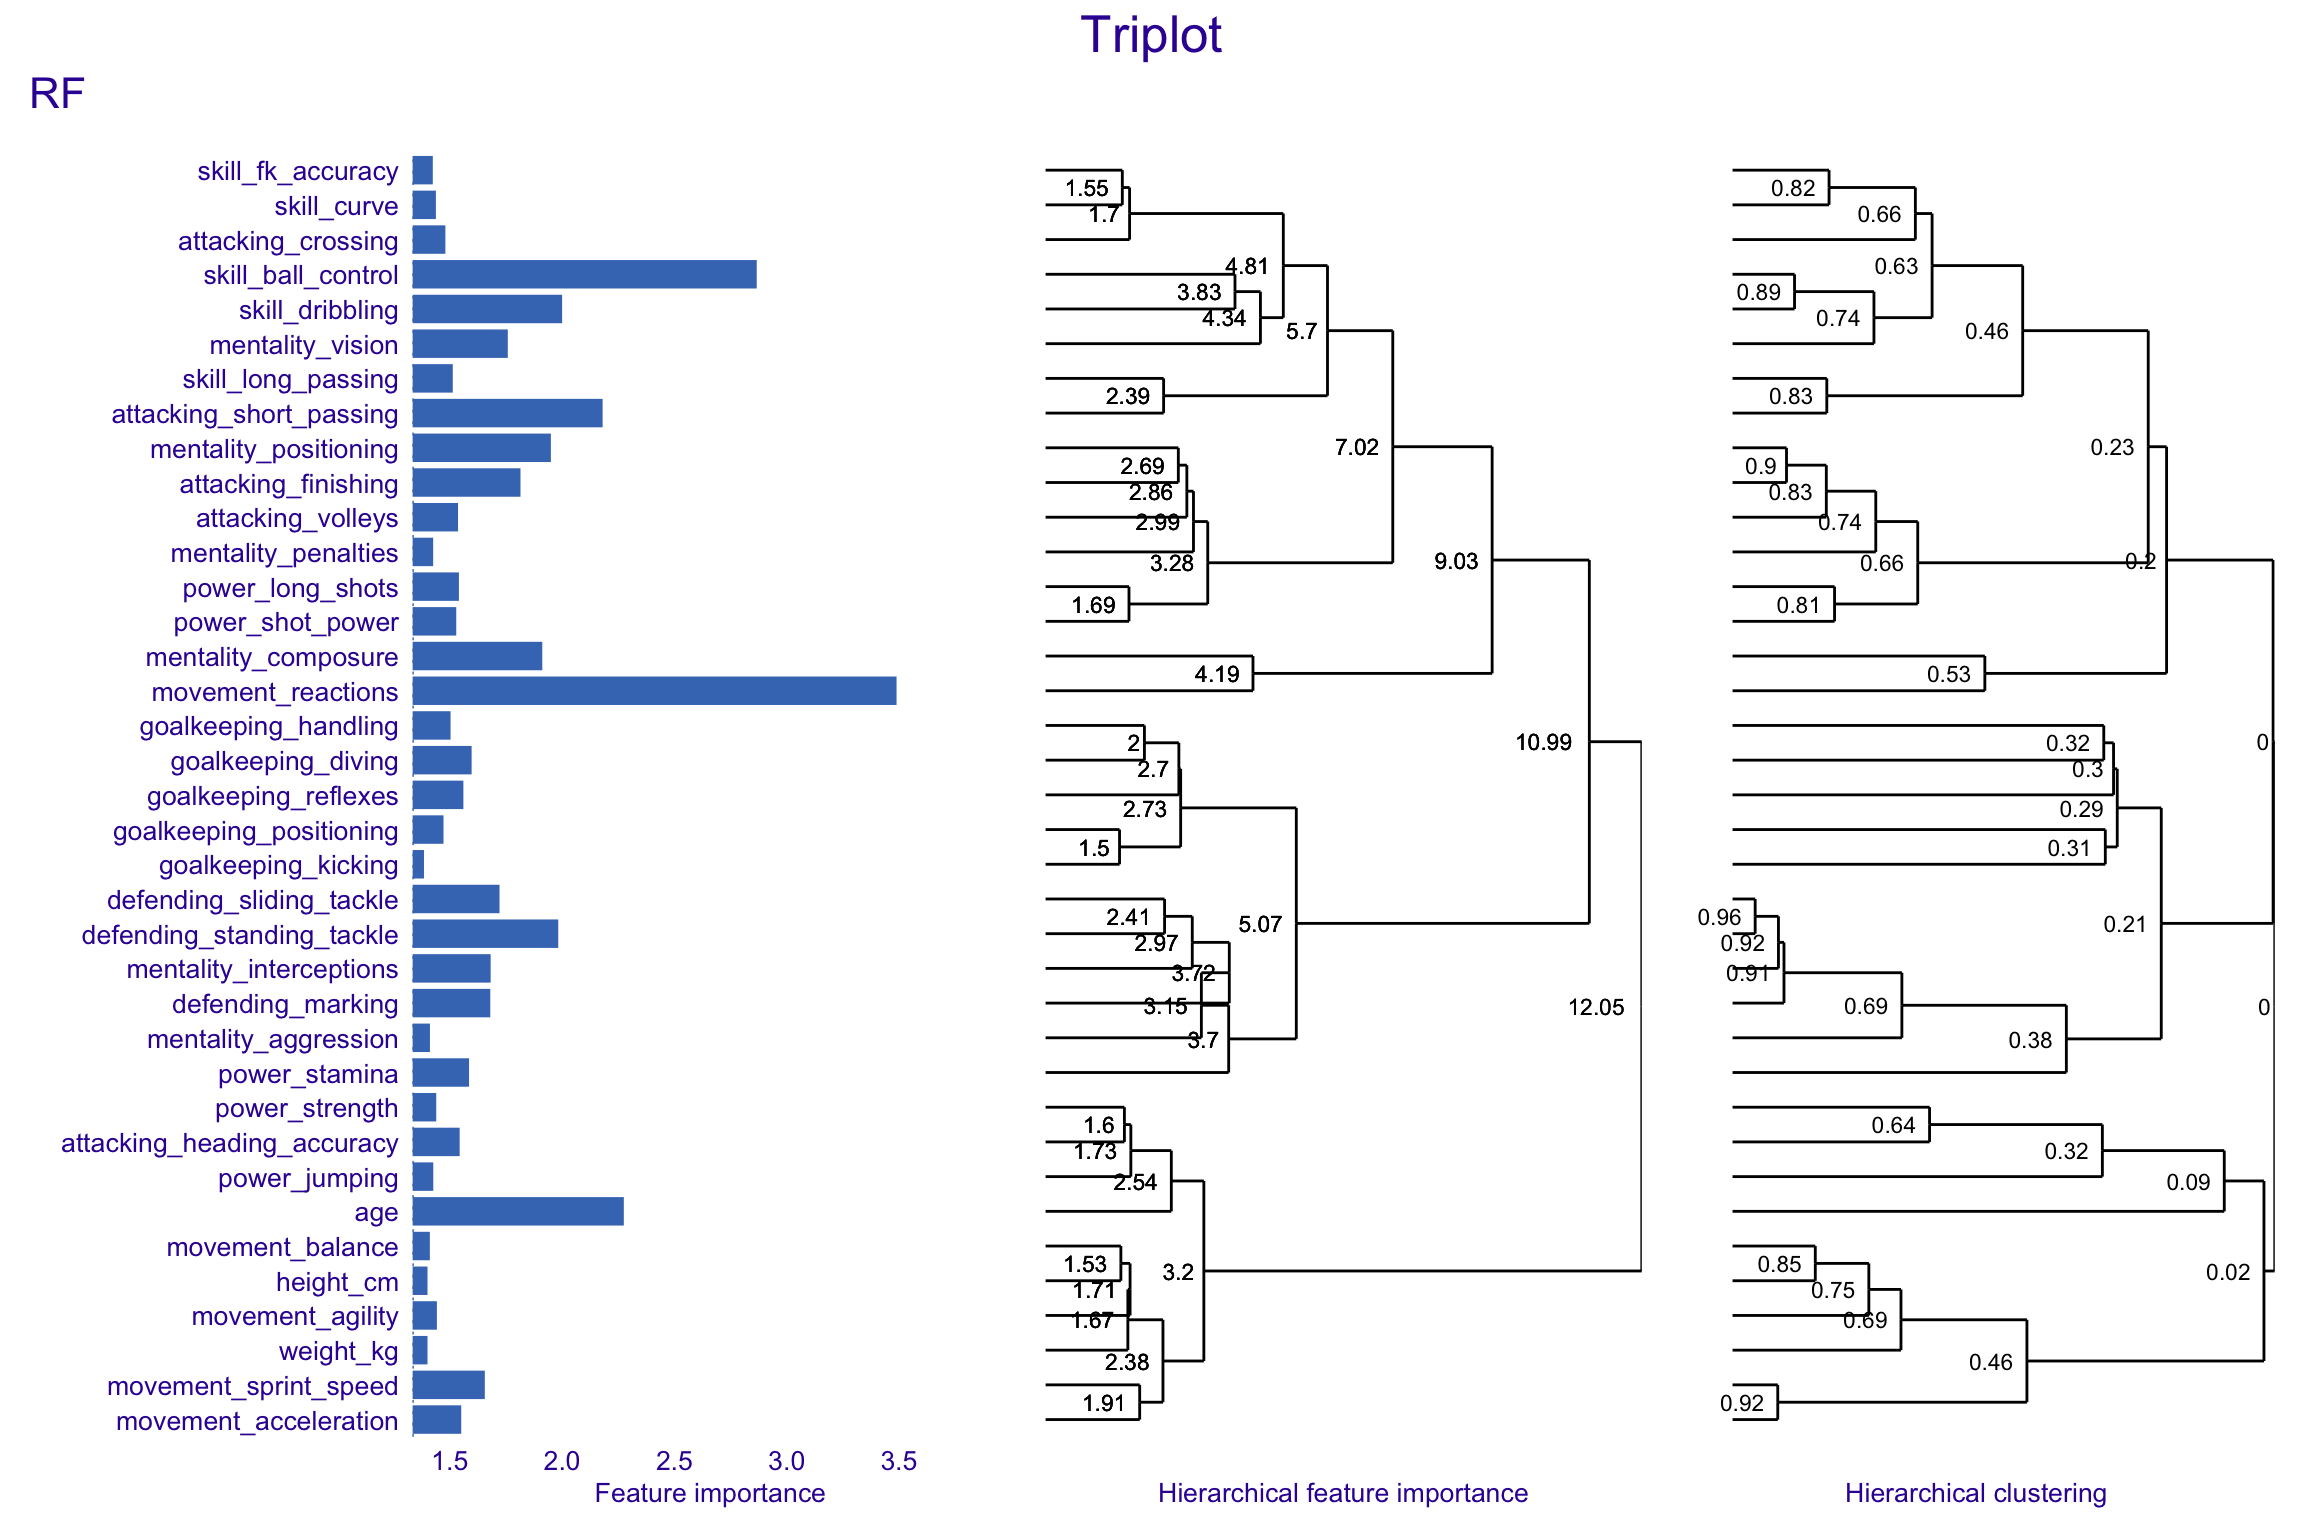 Triplot
RF
skill_fk_accuracy
skill_curve
attacking_crossing
skill_ball_control
skill_dribbling
mentality_vision
skill_long_passing
attacking_short_passing
mentality_positioning
attacking_finishing
attacking_volleys
mentality_penalties
power_long_shots
power_shot_power
mentality_composure
movement_reactions
goalkeeping_handling
goalkeeping_diving
goalkeeping_reflexes
goalkeeping_positioning
goalkeeping_kicking
defending_sliding_tackle
defending_standing_tackle
mentality_interceptions
defending_marking
mentality_aggression
power_stamina
power_strength
attacking_heading_accuracy
power_jumping
age
movement_balance
height_cm
movement_agility
weight_kg
movement_sprint_speed
movement_acceleration
1.5 2.0 2.5 3.0 3.5
Feature importance
1.55
1.7
4.81
3.83
4.34
5.7
2.39
7.02
2.69
2.86
2.99
3.28
9.03
1.69
4.19
10.99
2
2.7
2.73
1.5
2.41
5.07
2.97
3.72
3.15
12.05
3.7
1.6
1.73
2.54
1.53
3.2
1.71
1.67
2.38
1.91
Hierarchical feature importance
0.82
0.66
0.63
0.89
0.74
0.46
0.83
0.23
0.9
0.83
0.74
0.66
0.2
0.81
0.53
0
0.32
0.3
0.29
0.31
0.96
0.21
0.92
0.91
0.69
0
0.38
0.64
0.32
0.09
0.85
0.02
0.75
0.69
0.46
0.92
Hierarchical clustering